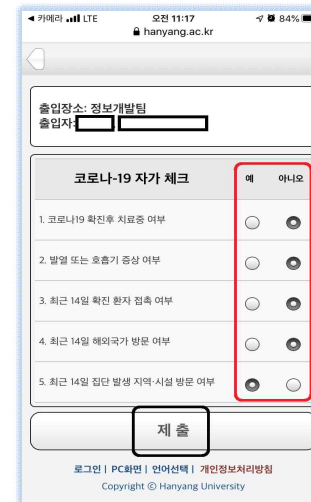 ◀ 카메라 LTE 오전 11:17 84%
hanyang.ac.kr
출입장소: 정보개발팀
출입자:
코로나-19 자가 체크 예 아니오
1. 코로나19 확진후 치료중 여부
2. 발열 또는 호흡기 증상 여부
3. 최근 14일 확진 환자 접촉 여부
4. 최근 14일 해외국가 방문 여부
5. 최근 14일 집단 발생 지역·시설 방문 여부
제 출
로그인 | PC화면 | 언어선택 | 개인정보처리방침
Copyright © Hanyang University